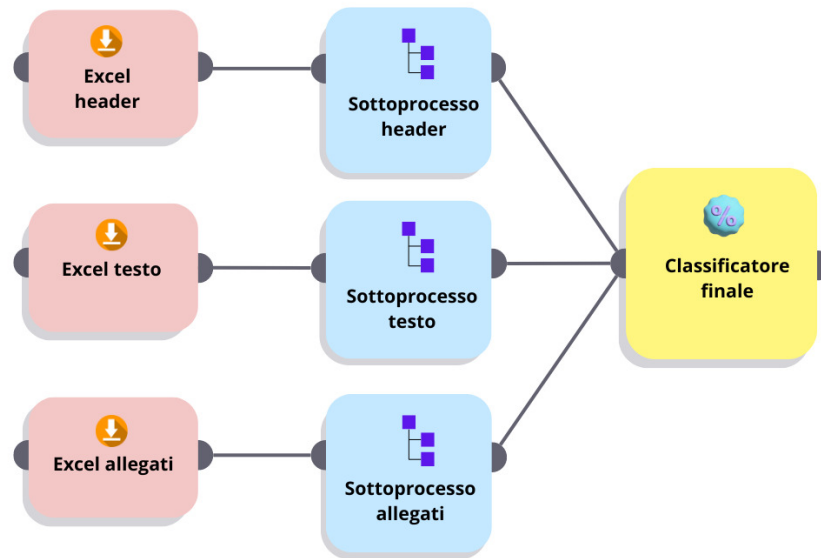 Excel
header
Sottoprocesso
header
Excel testo
Sottoprocesso
testo
%
Classificatore
finale
Excel allegati
Sottoprocesso
allegati